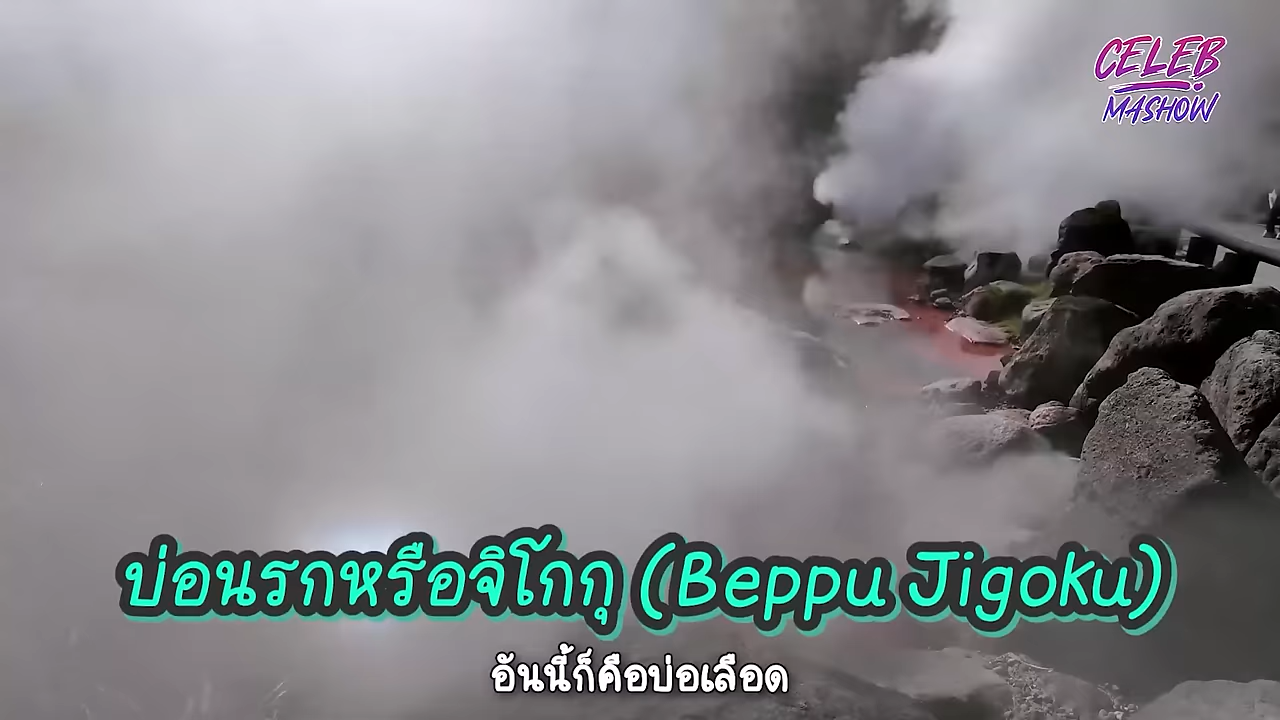 CELEB
MASHOW
บ่อนรกหรือจิโกกุ (Beppu Jigoku)
อันนี้ก็คือบ่อเลือด